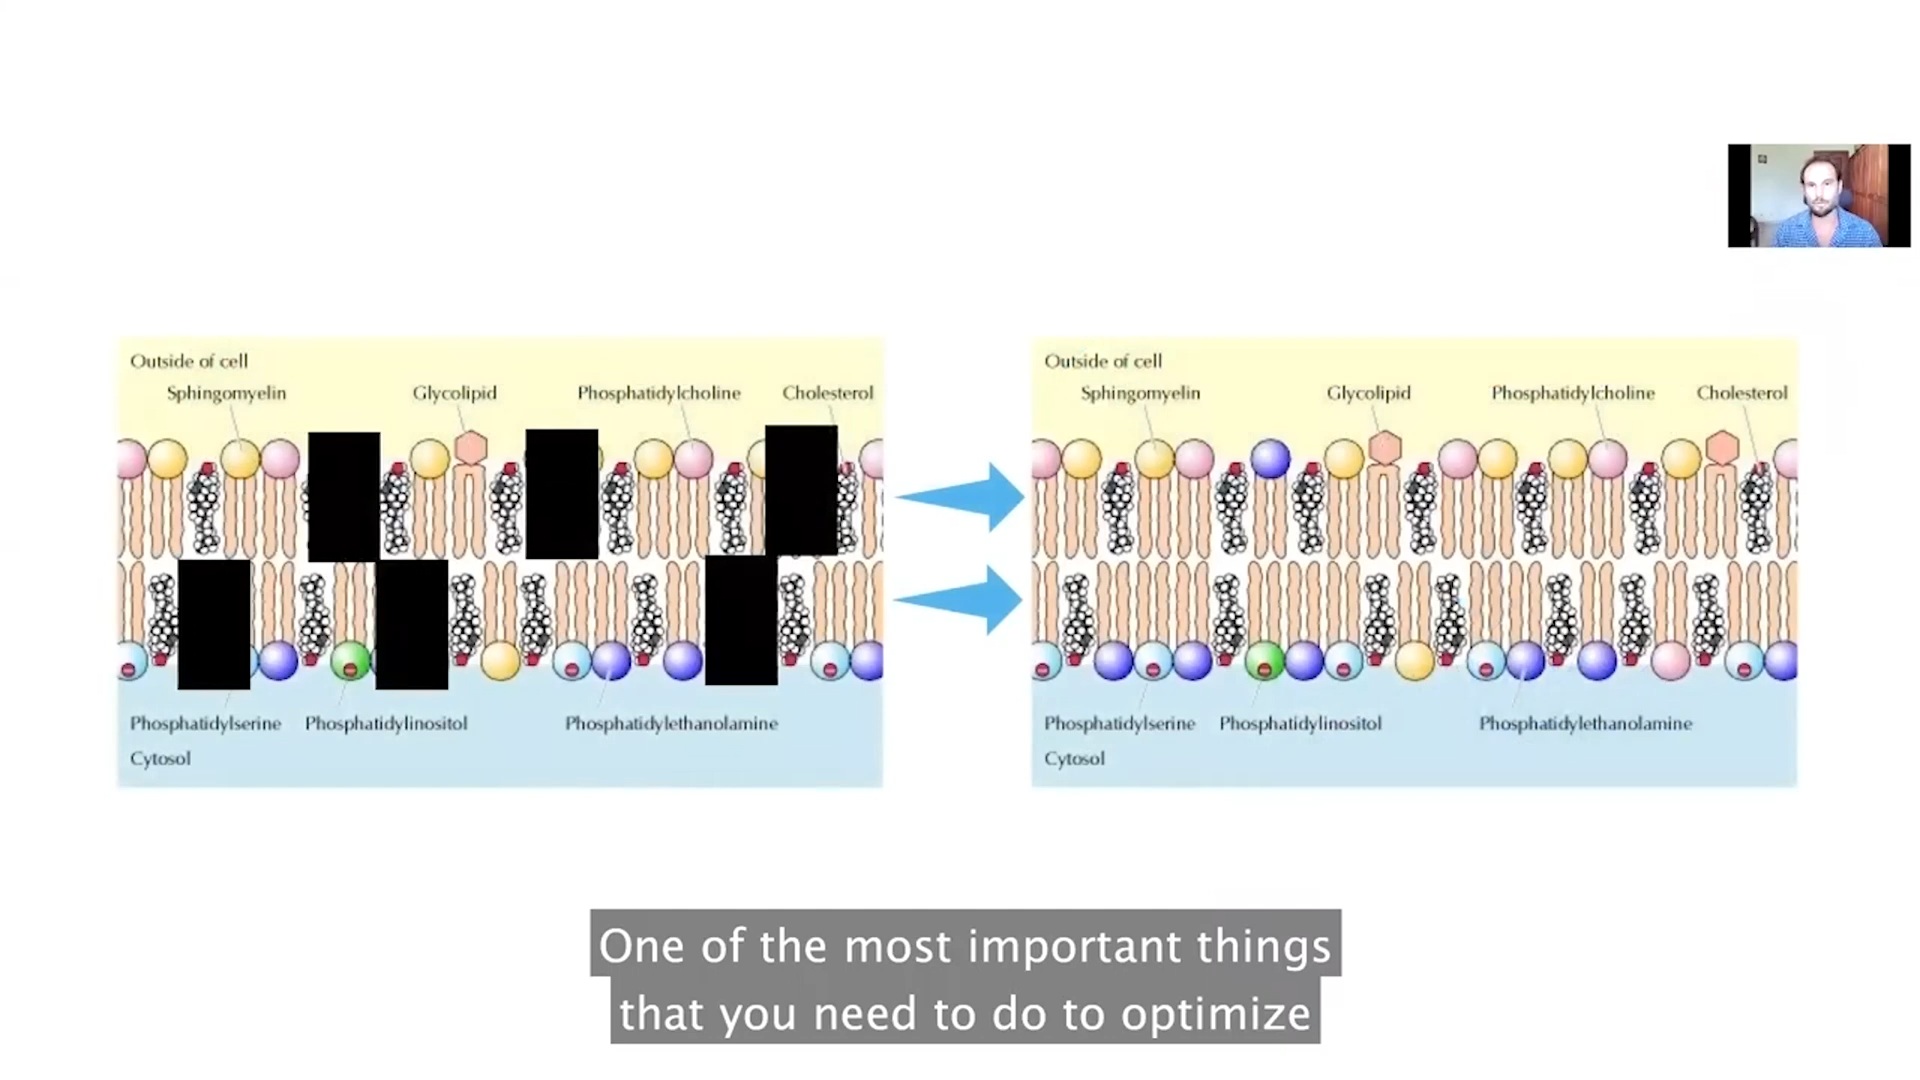 Outside of cell
Sphingomyelin Glycolipid Phosphatidylcholine Cholesterol
Phosphatidylserine Phosphatidylinositol Phosphatidylethanolamine
Cytosol
Outside of cell
Sphingomyelin Glycolipid Phosphatidylcholine Cholesterol
Phosphatidylserine Phosphatidylinositol Phosphatidylethanolamine
Cytosol
One of the most important things
that you need to do to optimize